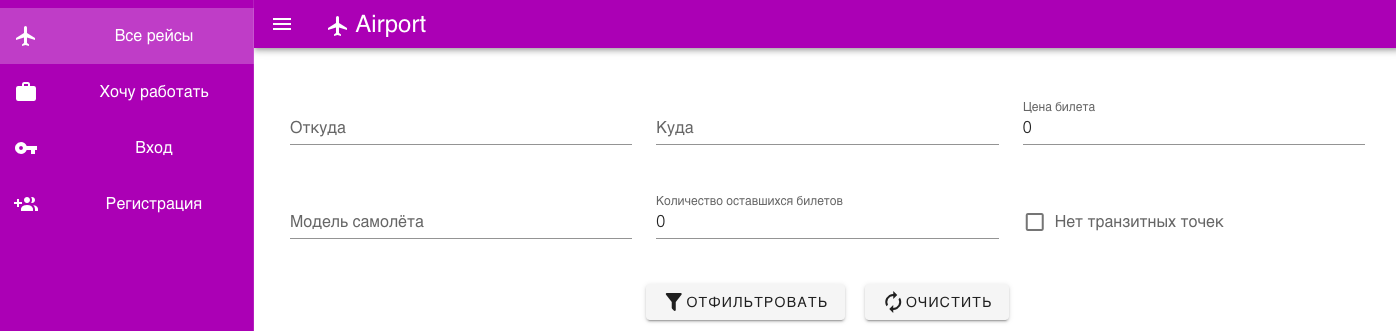 Все рейсы
Хочу работать
Вход
Регистрация
Airport
Откуда
Куда
Цена билета
0
Модель самолёта
Количество оставшихся билетов
0
Нет транзитных точек
ОТФИЛЬТРОВАТЬ
ОЧИСТИТЬ